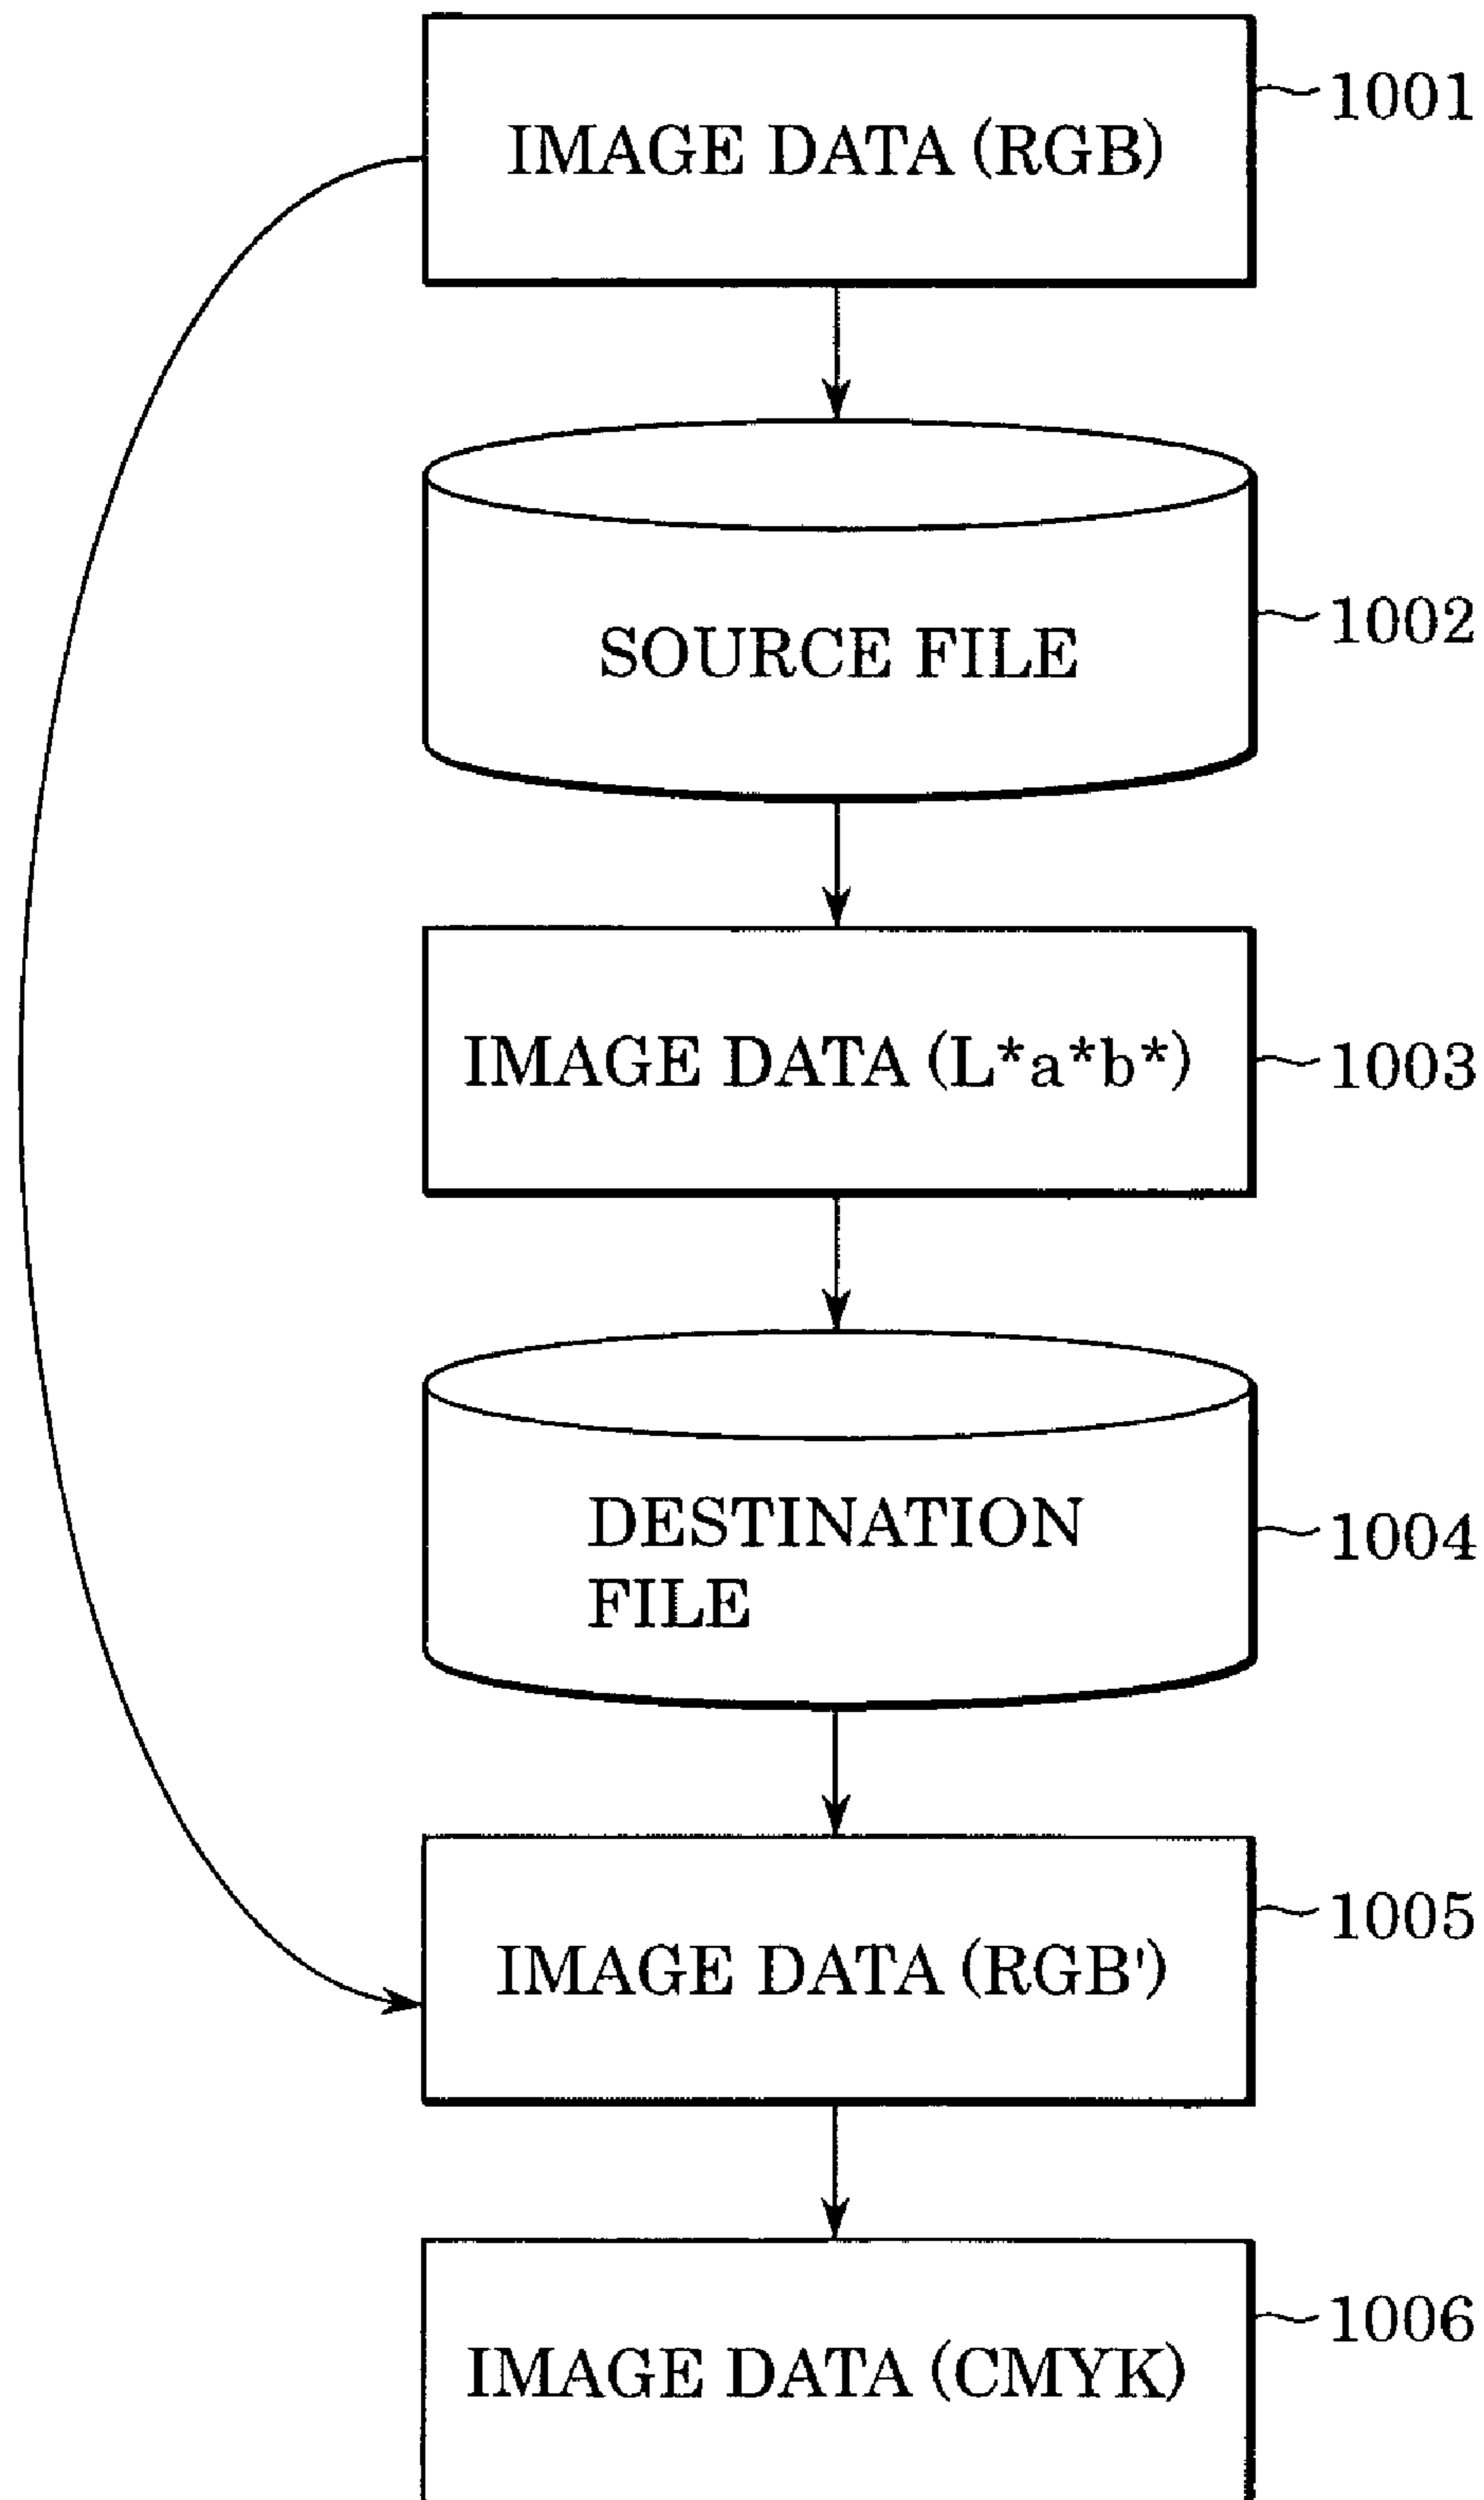 IMAGE DATA (RGB)
1001
SOURCE FILE
1002
IMAGE DATA (L*a*b*)
1003
DESTINATION
FILE
1004
IMAGE DATA (RGB')
1005
IMAGE DATA (CMYK)
1006